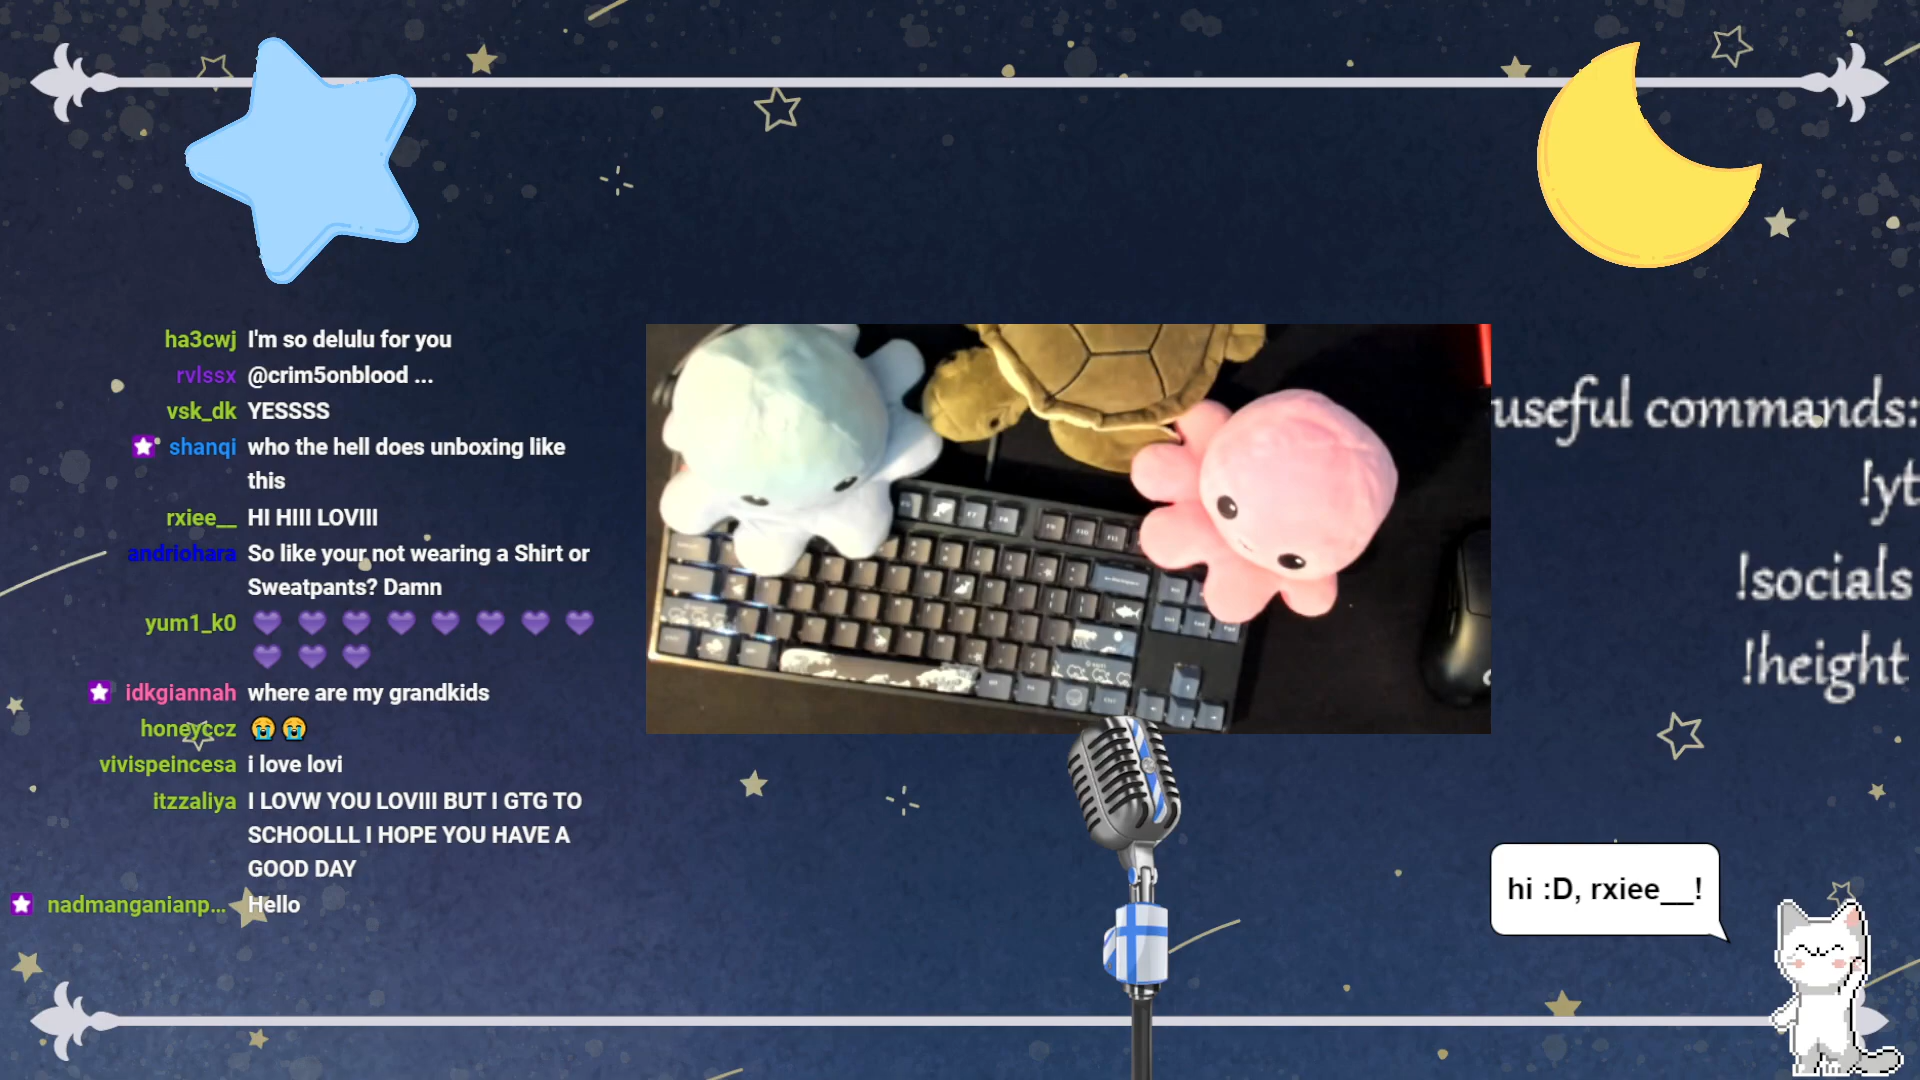 ha3cwj I'm so delulu for you
rvlssx @crim5onblood ...
vsk_dk YESSSS
shanqi who the hell does unboxing like
this
rxiee__ HI HIII LOVIII
andriohara So like your not wearing a Shirt or
Sweatpants? Damn
yum1_k0 💜 💜 💜 💜 💜 💜 💜 💜
💜 💜 💜
idkgiannah where are my grandkids
honeyccz 😭 😭
vivispeincesa i love lovi
itzzaliya I LOVW YOU LOVIII BUT I GTG TO
SCHOOLLL I HOPE YOU HAVE A
GOOD DAY
nadmanganianp... Hello
useful commands:
!yt
!socials
!height
hi :D, rxiee__!